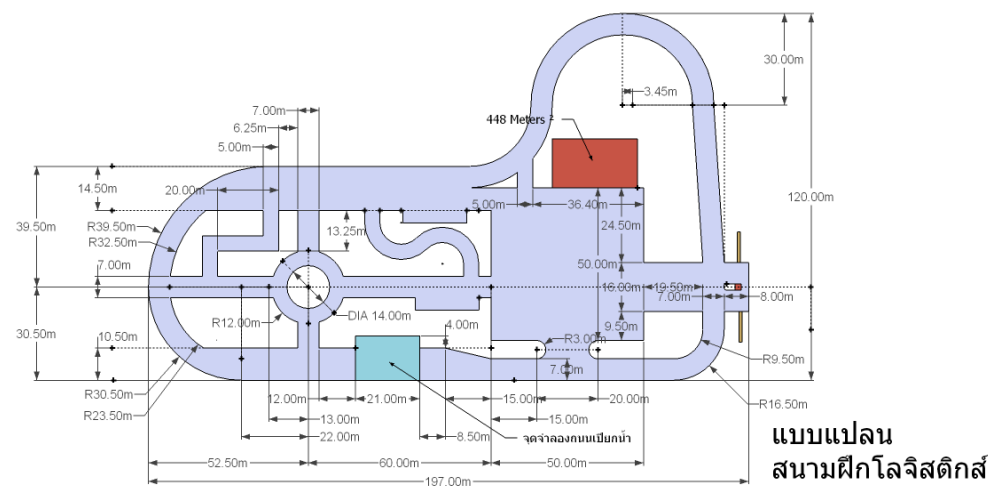 30.00m
3.45m
7.00m
448 Meters ²
6.25m
5.00m
14.50m
20.00m
120.00m
5.00m
36.40m
39.50m
R39.50m
13.25m
24.50m
R32.50m
7.00m
50.00m
16.00m
19.50m
7.00m
8.00m
R12.00m
DIA 14.00m
9.50m
30.50m
10.50m
4.00m
R3.00m
R9.50m
7.00m
R30.50m
12.00m
21.00m
15.00m
20.00m
R16.50m
R23.50m
13.00m
15.00m
22.00m
8.50m
จุดจำลองถนนเปียกน้ำ
แบบแปลน
52.50m
60.00m
50.00m
สนามฝึกโลจิสติกส์
197.00m